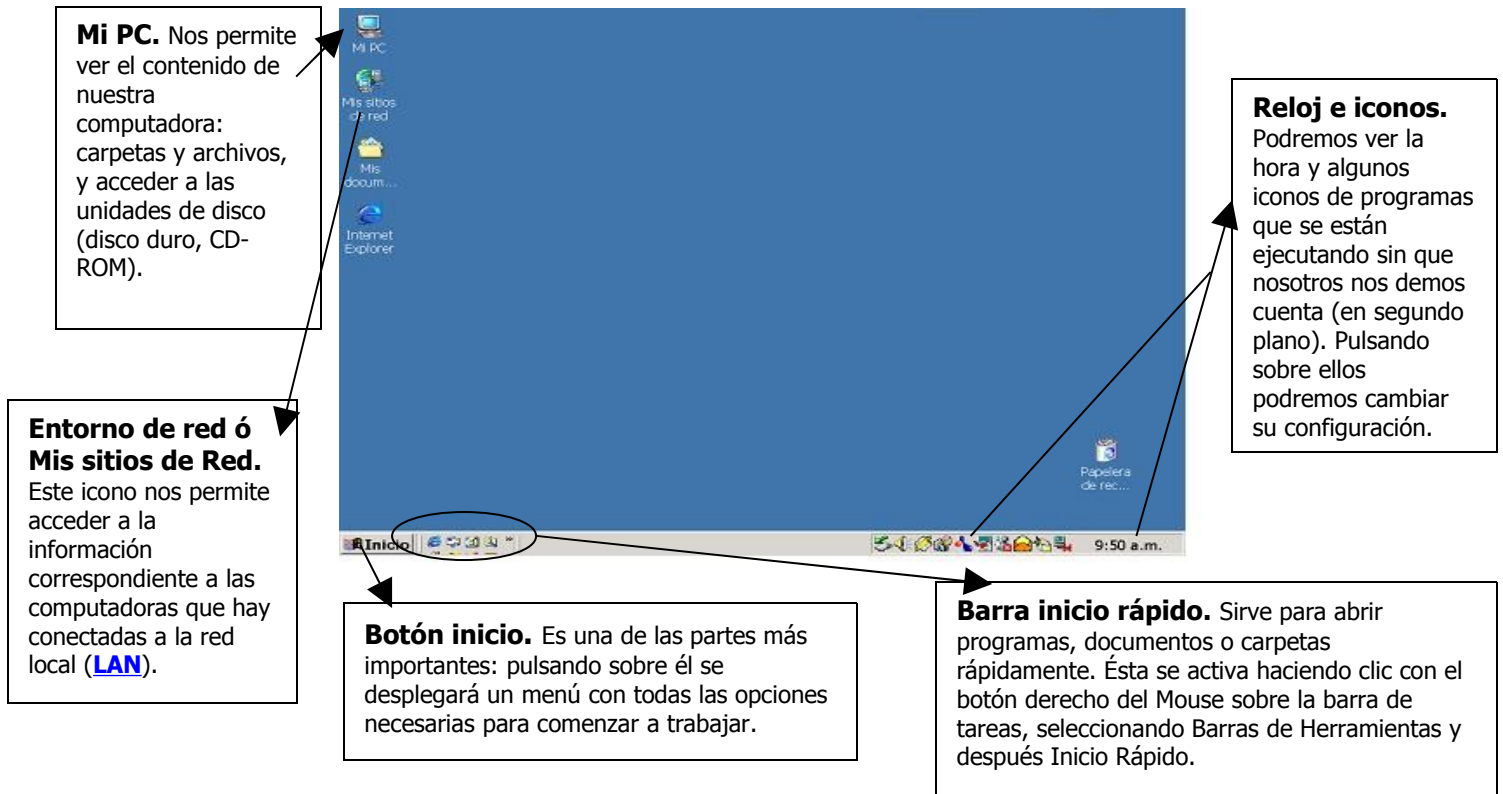 Mi PC. Nos permite
ver el contenido de
nuestra
computadora:
carpetas y archivos,
y acceder a las
unidades de disco
(disco duro, CD-
ROM).
Entorno de red ó
Mis sitios de Red.
Este icono nos permite
acceder a la
información
correspondiente a las
computadoras que hay
conectadas a la red
local (LAN).
Mi PC
Mis sitios
de red
Mis
docum...
Internet
Explorer
Papelera
de rec...
Inicio
9:50 a.m.
Reloj e iconos.
Podremos ver la
hora y algunos
iconos de programas
que se están
ejecutando sin que
nosotros nos demos
cuenta (en segundo
plano). Pulsando
sobre ellos
podremos cambiar
su configuración.
Botón inicio. Es una de las partes más
importantes: pulsando sobre él se
desplegará un menú con todas las opciones
necesarias para comenzar a trabajar.
Barra inicio rápido. Sirve para abrir
programas, documentos o carpetas
rápidamente. Ésta se activa haciendo clic con el
botón derecho del Mouse sobre la barra de
tareas, seleccionando Barras de Herramientas y
después Inicio Rápido.